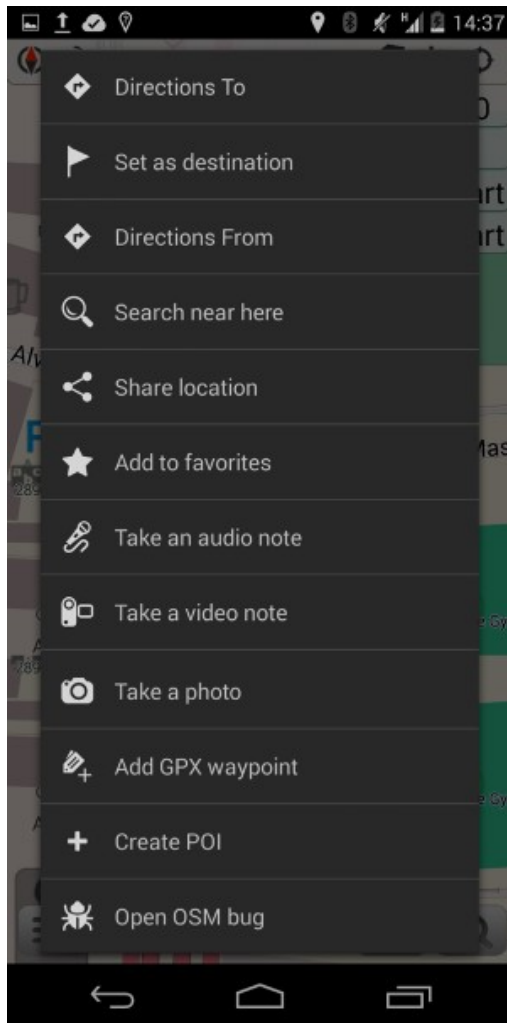 14:37
Directions To
Set as destination
Directions From
Search near here
Share location
Add to favorites
Take an audio note
Take a video note
Take a photo
Add GPX waypoint
Create POI
Open OSM bug